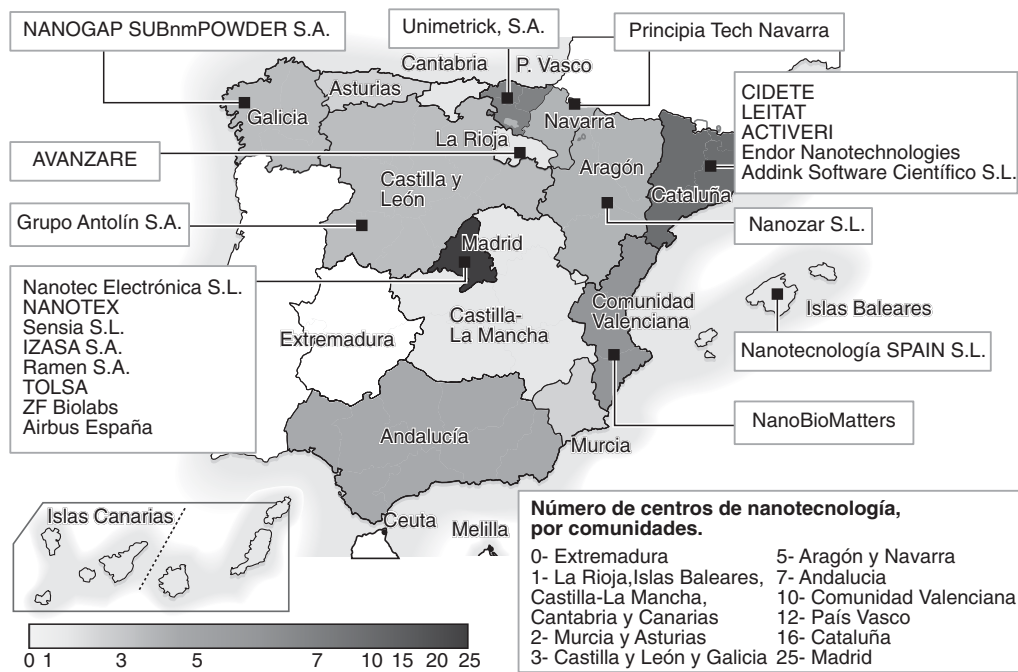 NANOGAP SUBnmPOWDER S.A.
Unimetrick, S.A.
Principia Tech Navarra
Cantabria
P. Vasco
Asturias
Galicia
Navarra
La Rioja
AVANZARE
CIDETE
LEITAT
ACTIVERI
Endor Nanotechnologies
Addink Software Científico S.L.
Aragón
Castilla y
León
Cataluña
Grupo Antolín S.A.
Nanozar S.L.
Madrid
Nanotec Electrónica S.L.
NANOTEX
Sensia S.L.
IZASA S.A.
Ramen S.A.
TOLSA
ZF Biolabs
Airbus España
Comunidad
Valenciana
Islas Baleares
Castilla-
La Mancha
Extremadura
Nanotecnología SPAIN S.L.
NanoBioMatters
Andalucía
Murcia
Islas Canarias
Ceuta
Melilla
Número de centros de nanotecnología,
por comunidades.
0- Extremadura
1- La Rioja,Islas Baleares,
Castilla-La Mancha,
Cantabria y Canarias
2- Murcia y Asturias
3- Castilla y León y Galicia
5- Aragón y Navarra
7- Andalucia
10- Comunidad Valenciana
12- País Vasco
16- Cataluña
25- Madrid
0 1 3 5 7 10 15 20 25